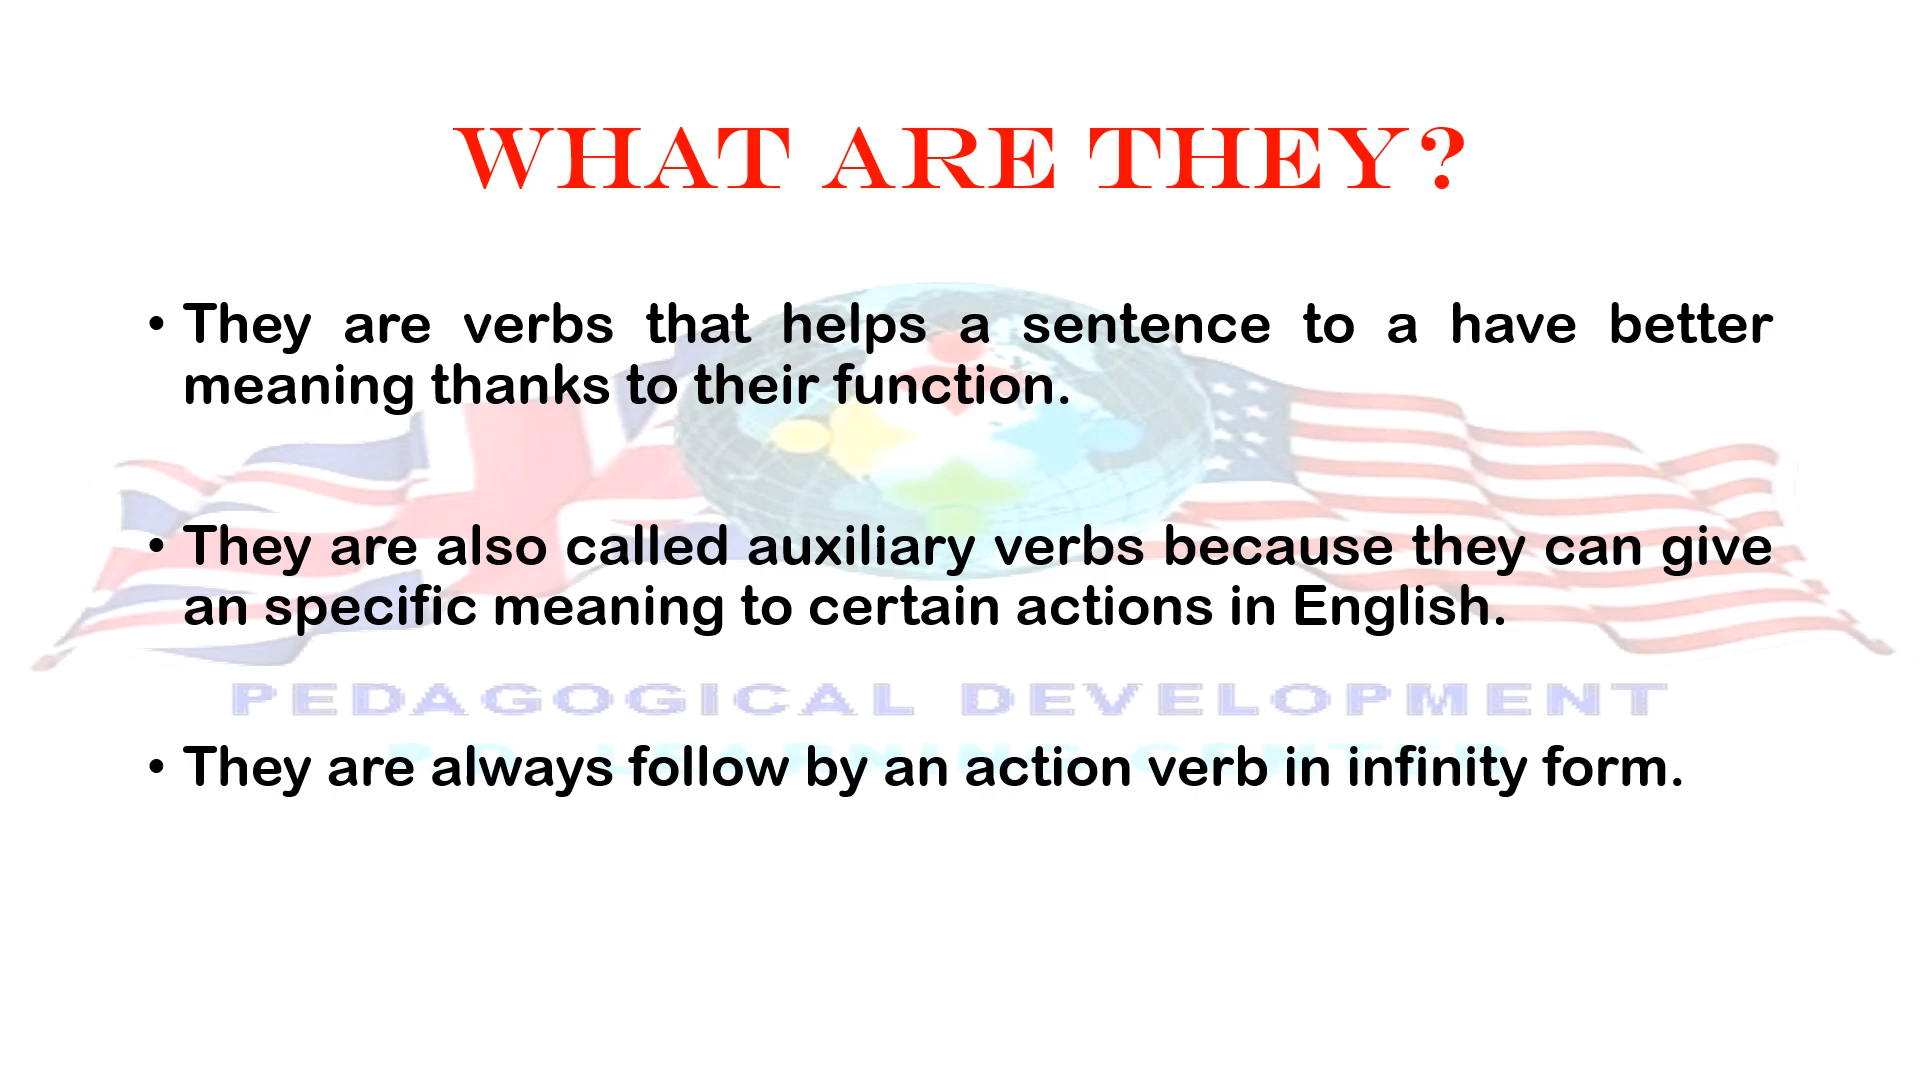 WHAT ARE THEY?
• They are verbs that helps a sentence to a have better
meaning thanks to their function.
• They are also called auxiliary verbs because they can give
an specific meaning to certain actions in English.
PEDAGOGICAL DEVELOPMENT
P.D. LEARNING CENTER
• They are always follow by an action verb in infinity form.